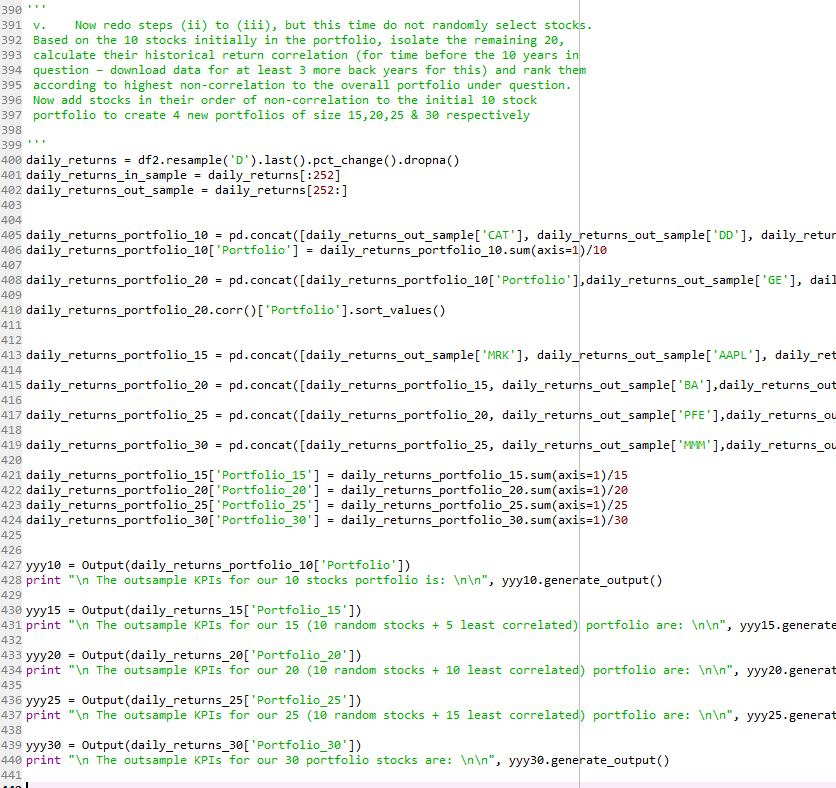 390 '''
391 v. Now redo steps (ii) to (iii), but this time do not randomly select stocks.
392 Based on the 10 stocks initially in the portfolio, isolate the remaining 20,
393 calculate their historical return correlation (for time before the 10 years in
394 question – download data for at least 3 more back years for this) and rank them
395 according to highest non-correlation to the overall portfolio under question.
396 Now add stocks in their order of non-correlation to the initial 10 stock
397 portfolio to create 4 new portfolios of size 15,20,25 & 30 respectively
398
399 '''
400 daily_returns = df2.resample('D').last().pct_change().dropna()
401 daily_returns_in_sample = daily_returns[:252]
402 daily_returns_out_sample = daily_returns[252:]
403
404
405 daily_returns_portfolio_10 = pd.concat([daily_returns_out_sample['CAT'], daily_returns_out_sample['DD'], daily_retur
406 daily_returns_portfolio_10['Portfolio'] = daily_returns_portfolio_10.sum(axis=1)/10
407
408 daily_returns_portfolio_20 = pd.concat([daily_returns_portfolio_10['Portfolio'],daily_returns_out_sample['GE'], dail
409
410 daily_returns_portfolio_20.corr()['Portfolio'].sort_values()
411
412
413 daily_returns_portfolio_15 = pd.concat([daily_returns_out_sample['MRK'], daily_returns_out_sample['AAPL'], daily_ret
414
415 daily_returns_portfolio_20 = pd.concat([daily_returns_portfolio_15, daily_returns_out_sample['BA'],daily_returns_out
416
417 daily_returns_portfolio_25 = pd.concat([daily_returns_portfolio_20, daily_returns_out_sample['PFE'],daily_returns_ou
418
419 daily_returns_portfolio_30 = pd.concat([daily_returns_portfolio_25, daily_returns_out_sample['MMM'],daily_returns_ou
420
421 daily_returns_portfolio_15['Portfolio_15'] = daily_returns_portfolio_15.sum(axis=1)/15
422 daily_returns_portfolio_20['Portfolio_20'] = daily_returns_portfolio_20.sum(axis=1)/20
423 daily_returns_portfolio_25['Portfolio_25'] = daily_returns_portfolio_25.sum(axis=1)/25
424 daily_returns_portfolio_30['Portfolio_30'] = daily_returns_portfolio_30.sum(axis=1)/30
425
426
427 yyy10 = Output(daily_returns_portfolio_10['Portfolio'])
428 print "\n The outsample KPIs for our 10 stocks portfolio is: \n\n", yyy10.generate_output()
429
430 yyy15 = Output(daily_returns_15['Portfolio_15'])
431 print "\n The outsample KPIs for our 15 (10 random stocks + 5 least correlated) portfolio are: \n\n", yyy15.generate
432
433 yyy20 = Output(daily_returns_20['Portfolio_20'])
434 print "\n The outsample KPIs for our 20 (10 random stocks + 10 least correlated) portfolio are: \n\n", yyy20.generat
435
436 yyy25 = Output(daily_returns_25['Portfolio_25'])
437 print "\n The outsample KPIs for our 25 (10 random stocks + 15 least correlated) portfolio are: \n\n", yyy25.generat
438
439 yyy30 = Output(daily_returns_30['Portfolio_30'])
440 print "\n The outsample KPIs for our 30 portfolio stocks are: \n\n", yyy30.generate_output()
441